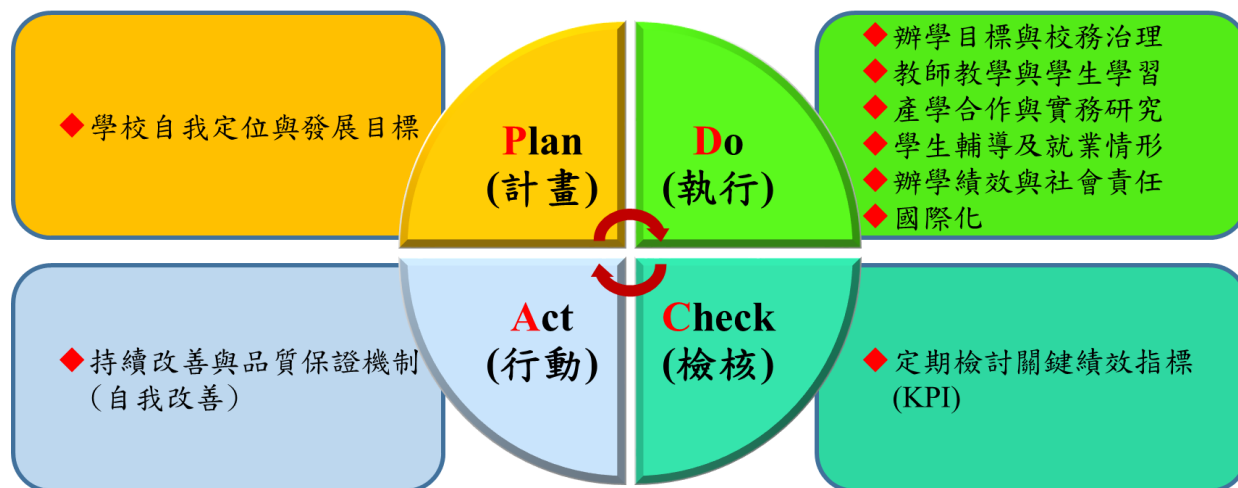 ◆學校自我定位與發展目標
Plan
(計畫)
Do
(執行)
◆辦學目標與校務治理
◆教師教學與學生學習
◆產學合作與實務研究
◆學生輔導及就業情形
◆辦學績效與社會責任
◆國際化
◆持續改善與品質保證機制
(自我改善)
Act
(行動)
Check
(檢核)
◆定期檢討關鍵績效指標
(KPI)